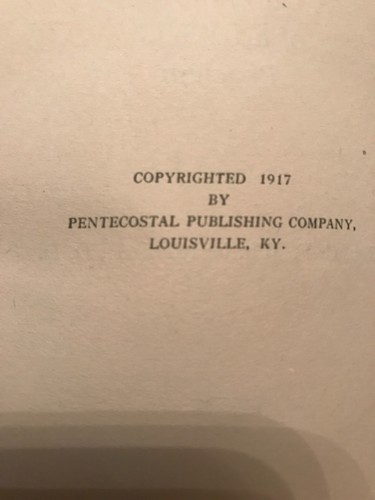 COPYRIGHTED 1917
BY
PENTECOSTAL PUBLISHING COMPANY,
LOUISVILLE, KY.